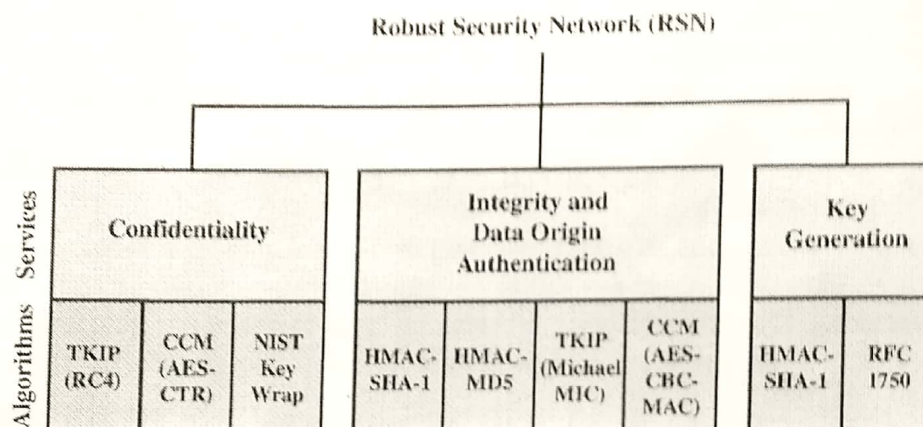 Robust Security Network (RSN)
Services
Confidentiality
Integrity and
Data Origin
Authentication
Key
Generation
Algorithms
TKIP
(RC4)
CCM
(AES-
CTR)
NIST
Key
Wrap
HMAC-
SHA-1
HMAC-
MD5
TKIP
(Michael
MIC)
CCM
(AES-
CBC-
MAC)
HMAC-
SHA-1
RFC
1750